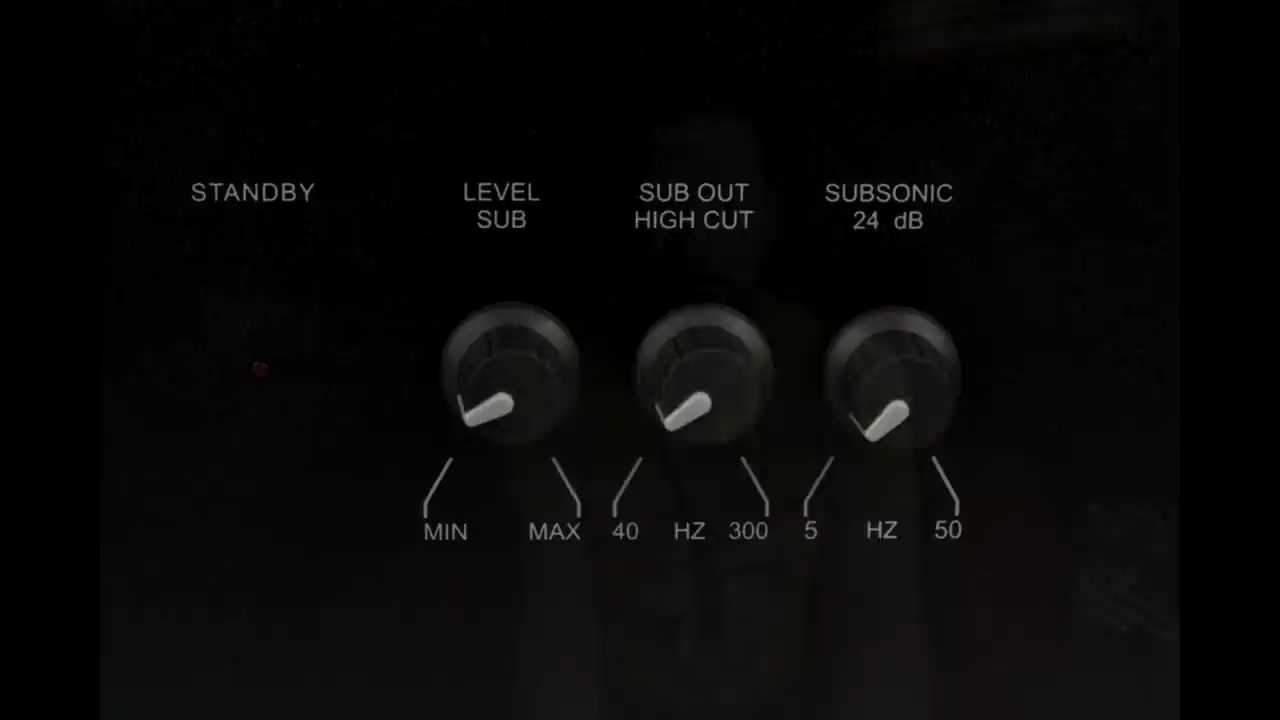 STANDBY
LEVEL
SUB
SUB OUT
HIGH CUT
SUBSONIC
24 dB
MIN
MAX
40
HZ
300
5
HZ
50